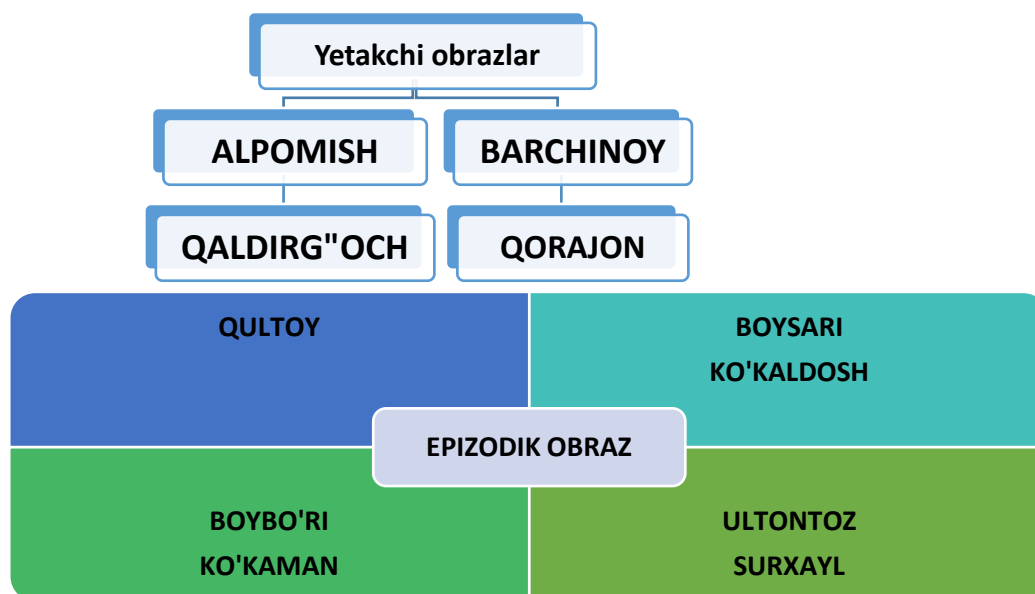 Yetakchi obrazlar
ALPOMISH
BARCHINOY
QALDIRG"OCH
QORAJON
QULTOY
BOYSARI
KO'KALDOSH
EPIZODIK OBRAZ
BOYBO'RI
KO'KAMAN
ULTONTOZ
SURXAYL